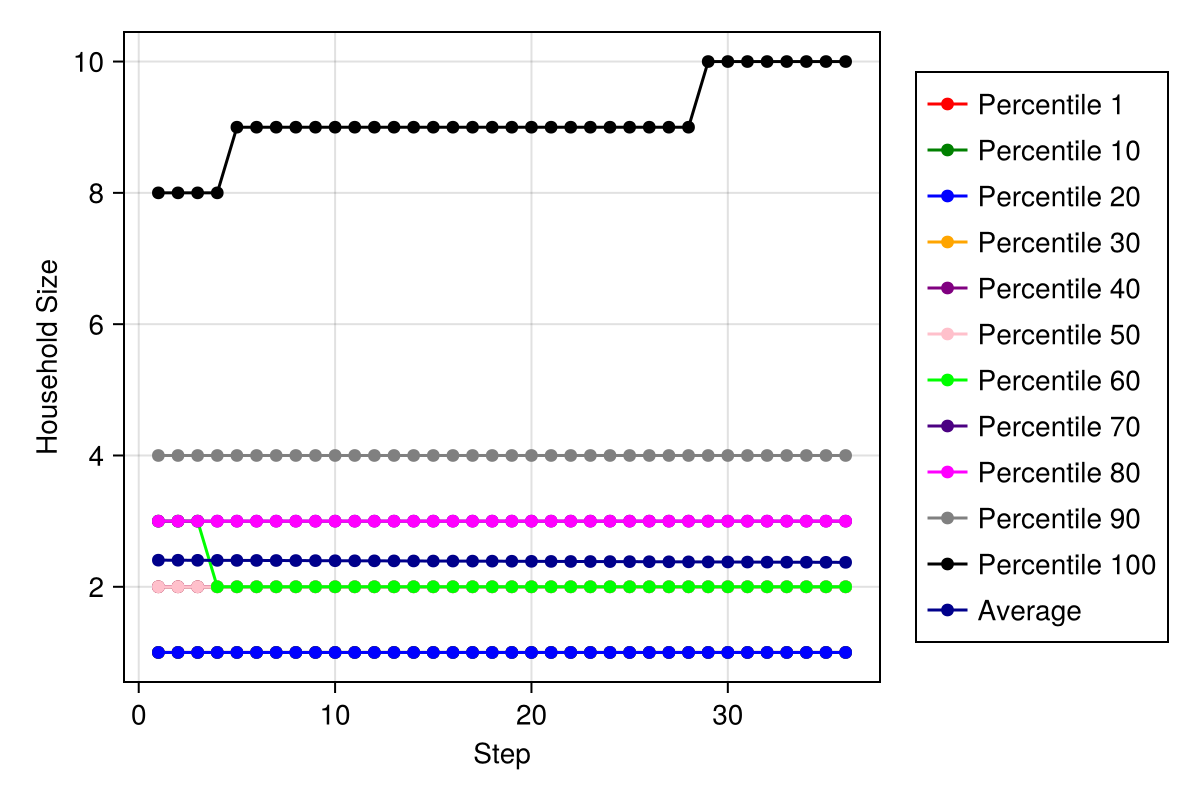 10
8
6
4
2
Household Size
0 10 20 30
Step
Percentile 1
Percentile 10
Percentile 20
Percentile 30
Percentile 40
Percentile 50
Percentile 60
Percentile 70
Percentile 80
Percentile 90
Percentile 100
Average